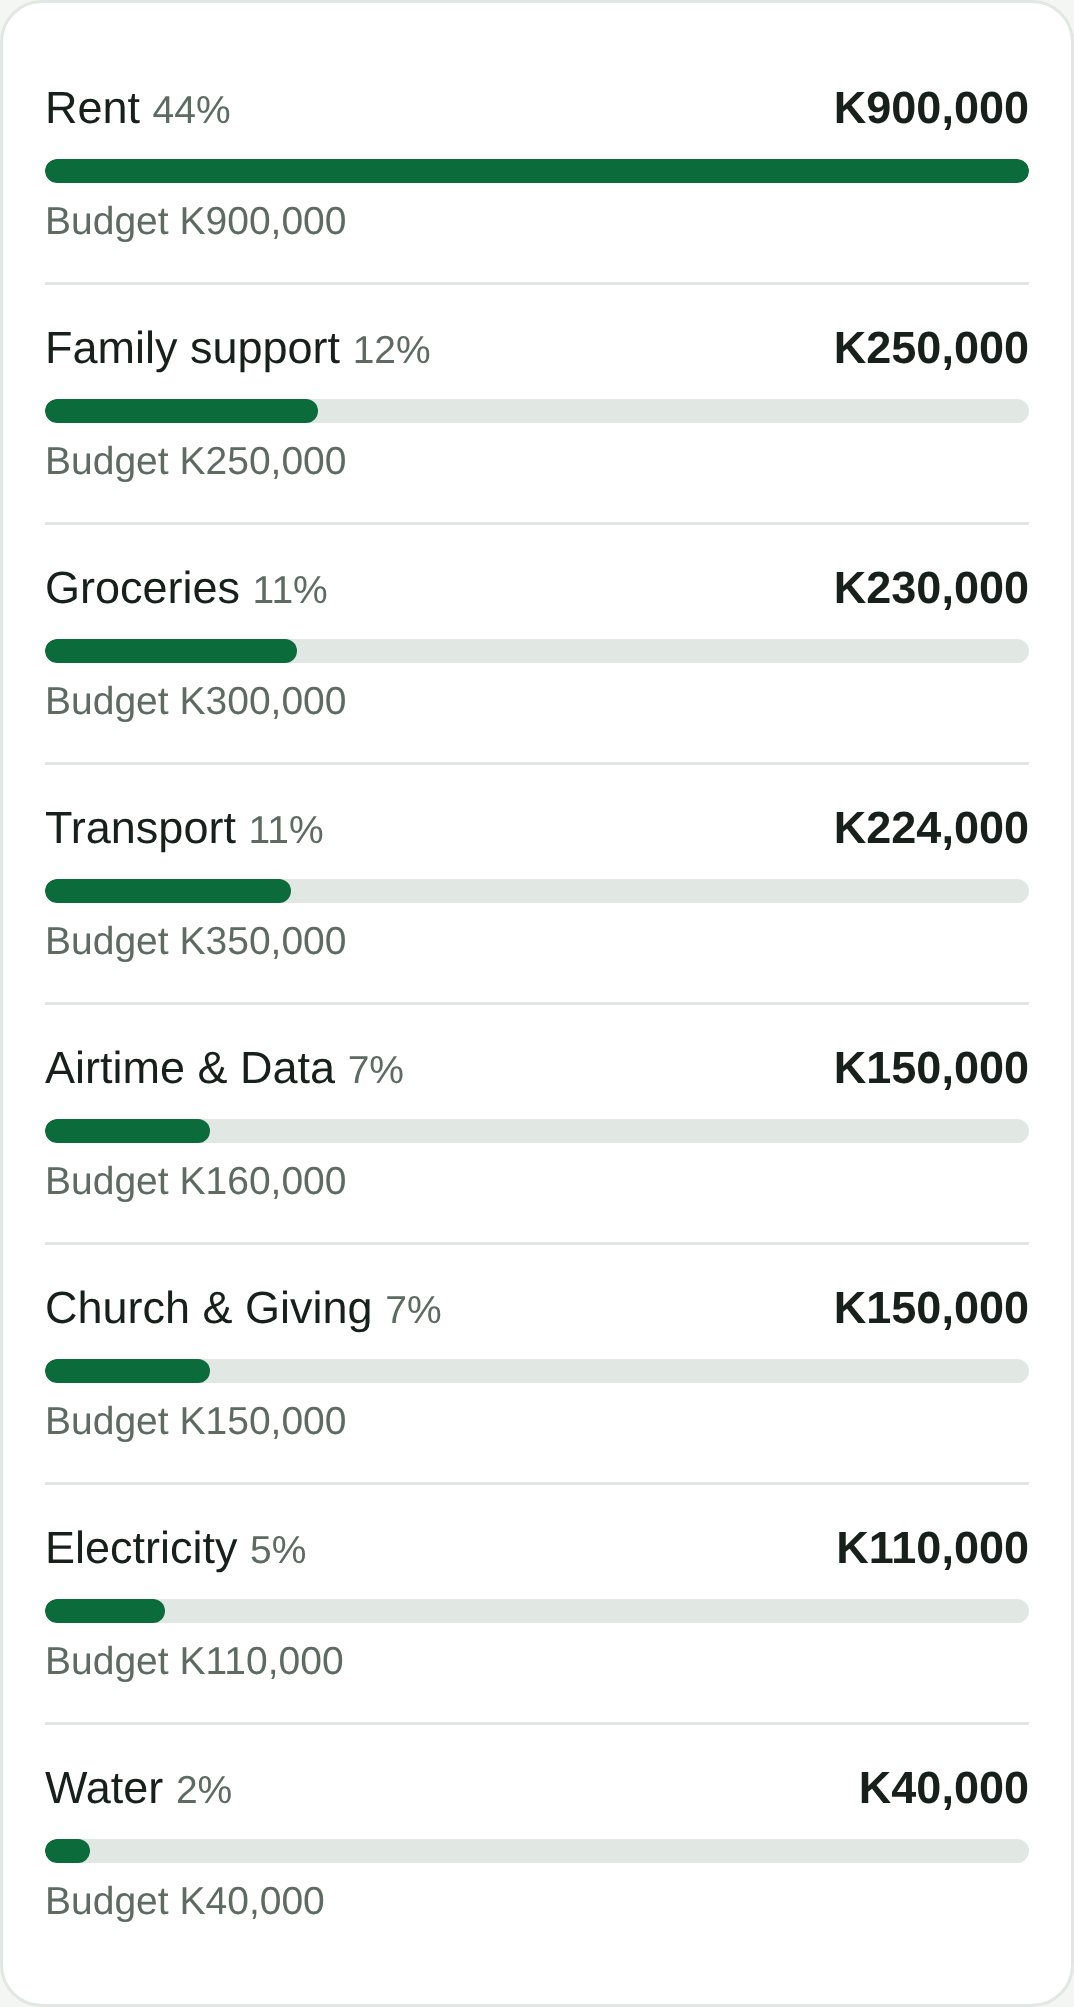 Rent 44% K900,000
Budget K900,000
Family support 12% K250,000
Budget K250,000
Groceries 11% K230,000
Budget K300,000
Transport 11% K224,000
Budget K350,000
Airtime & Data 7% K150,000
Budget K160,000
Church & Giving 7% K150,000
Budget K150,000
Electricity 5% K110,000
Budget K110,000
Water 2% K40,000
Budget K40,000